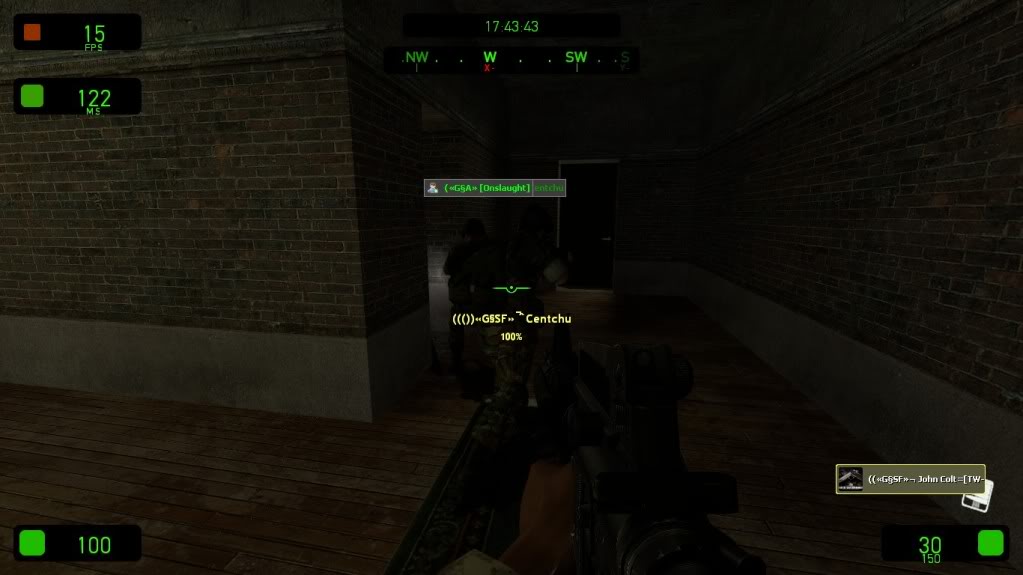 15
FPS
17:43:43
.NW . . W . . SW . . S
X-
122
MS
(«G§A» [Onslaught] entchu
((())«G§SF»¬ Centchu
100%
((«G§SF»¬ John Colt =[TW-
100
30
150